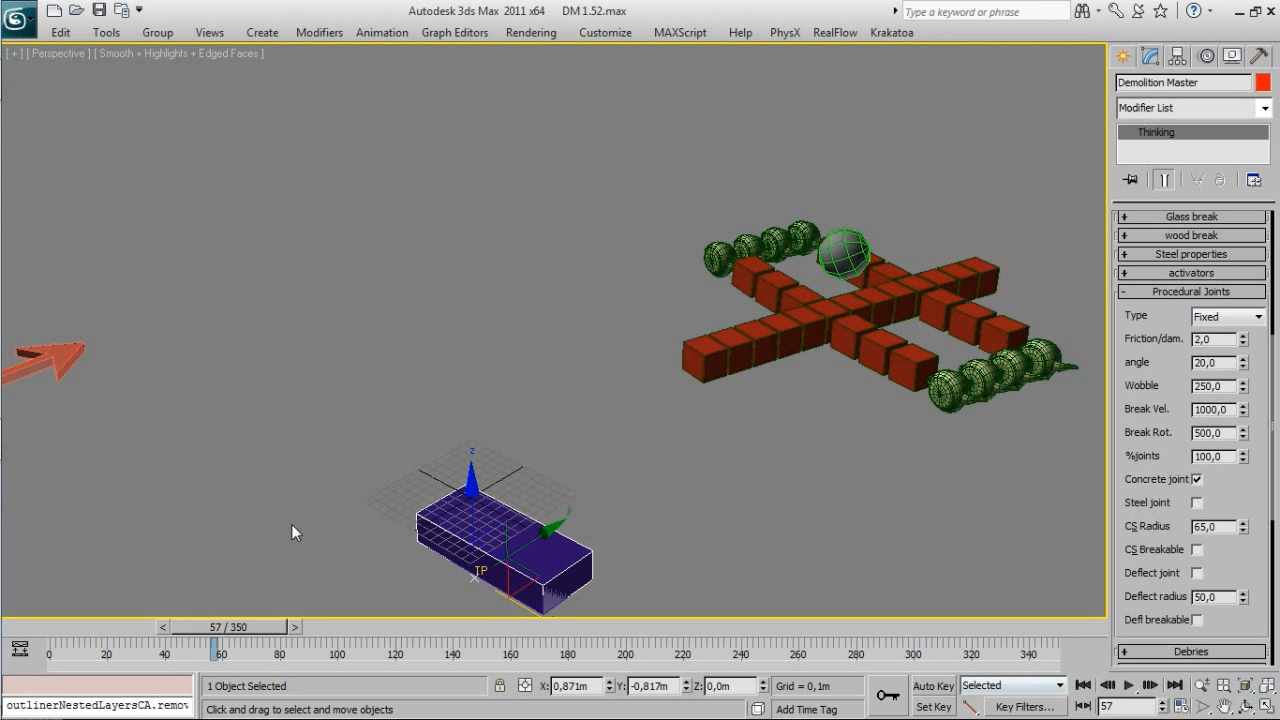 Autodesk 3ds Max 2011 x64 DM 1.52.max
Type a keyword or phrase
Edit Tools Group Views Create Modifiers Animation Graph Editors Rendering Customize MAXScript Help PhysX RealFlow Krakatoa
[ + ] [ Perspective ] [ Smooth + Highlights + Edged Faces ]
Demolition Master
Modifier List
Thinking
+ Glass break
+ wood break
+ Steel properties
+ activators
- Procedural Joints
Type Fixed
Friction/dam. 2,0
angle 20,0
Wobble 250,0
Break Vel. 1000,0
Break Rot. 500,0
%joints 100,0
Concrete joint
Steel joint
CS Radius 65,0
CS Breakable
Deflect joint
Deflect radius 50,0
Defl breakable
+ Debries
z
y
TP
< 57 / 350 >
0 20 40 60 80 100 120 140 160 180 200 220 240 260 280 300 320 340
1 Object Selected X: 0,871m Y: -0,817m Z: 0,0m Grid = 0,1m Auto Key Selected
outlinerNestedLayersCA.remov Click and drag to select and move objects Add Time Tag Set Key Key Filters... 57